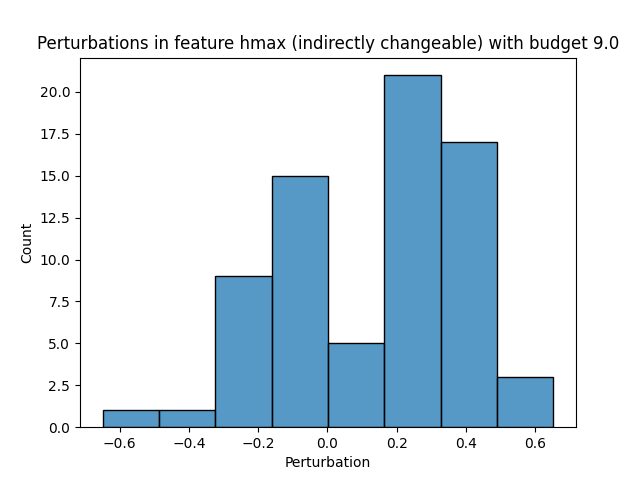 Perturbations in feature hmax (indirectly changeable) with budget 9.0
20.0
17.5
15.0
12.5
10.0
7.5
5.0
2.5
0.0
Count
−0.6 −0.4 −0.2 0.0 0.2 0.4 0.6
Perturbation